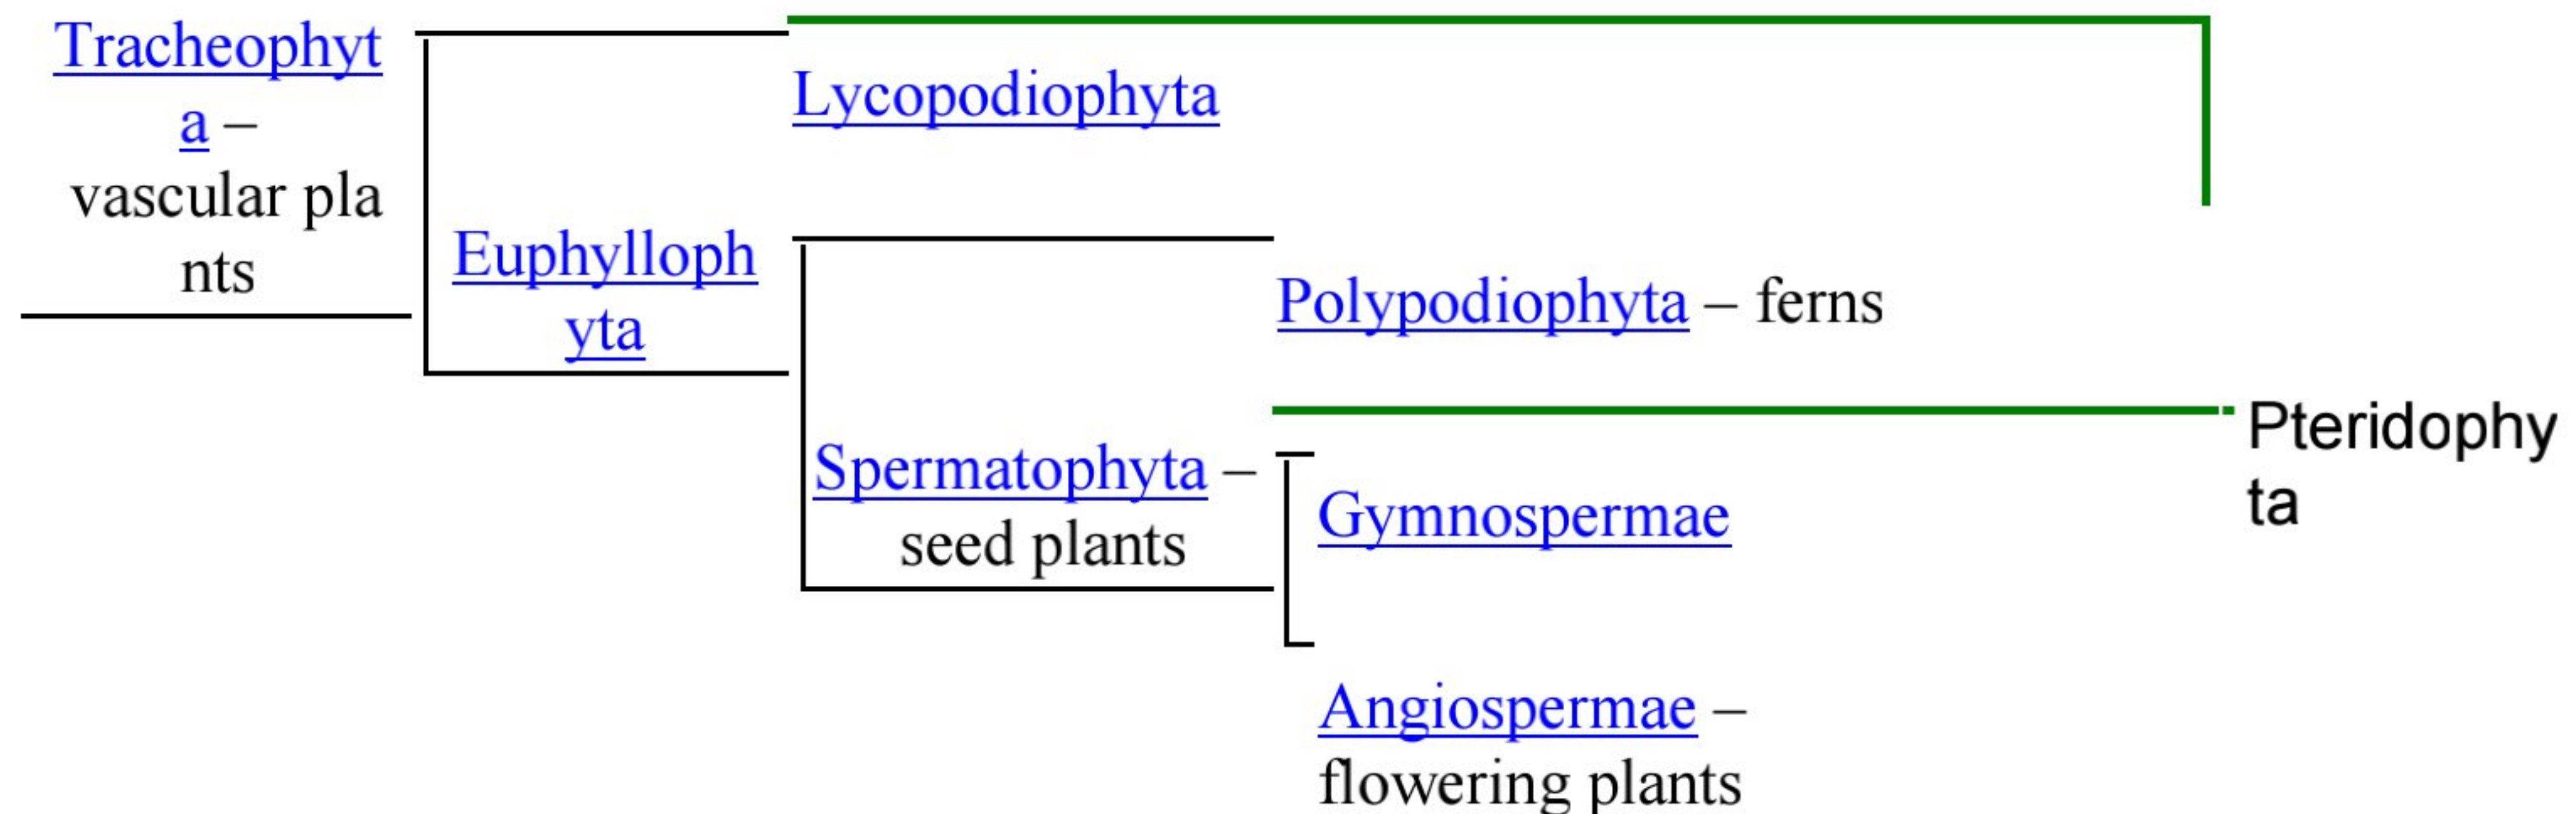 Tracheophyt
a –
vascular pla
nts
Lycopodiophyta
Euphylloph
yta
Polypodiophyta – ferns
Pteridophy
ta
Spermatophyta –
seed plants
Gymnospermae
Angiospermae –
flowering plants